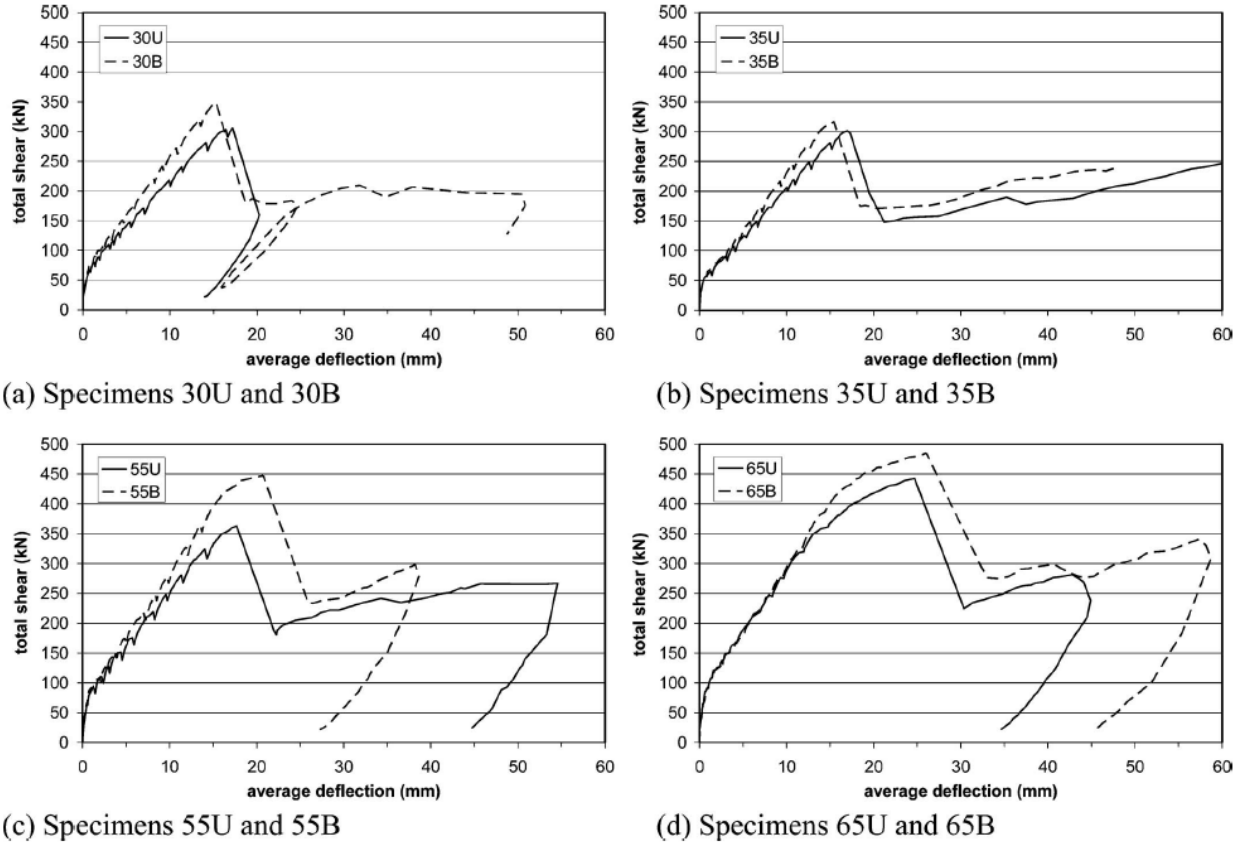 500
450
400
350
300
250
200
150
100
50
0
total shear (kN)
30U
30B
0 10 20 30 40 50 60
average deflection (mm)
(a) Specimens 30U and 30B
500
450
400
350
300
250
200
150
100
50
0
total shear (kN)
35U
35B
0 10 20 30 40 50 60
average deflection (mm)
(b) Specimens 35U and 35B
500
450
400
350
300
250
200
150
100
50
0
total shear (kN)
55U
55B
0 10 20 30 40 50 60
average deflection (mm)
(c) Specimens 55U and 55B
500
450
400
350
300
250
200
150
100
50
0
total shear (kN)
65U
65B
0 10 20 30 40 50 60
average deflection (mm)
(d) Specimens 65U and 65B